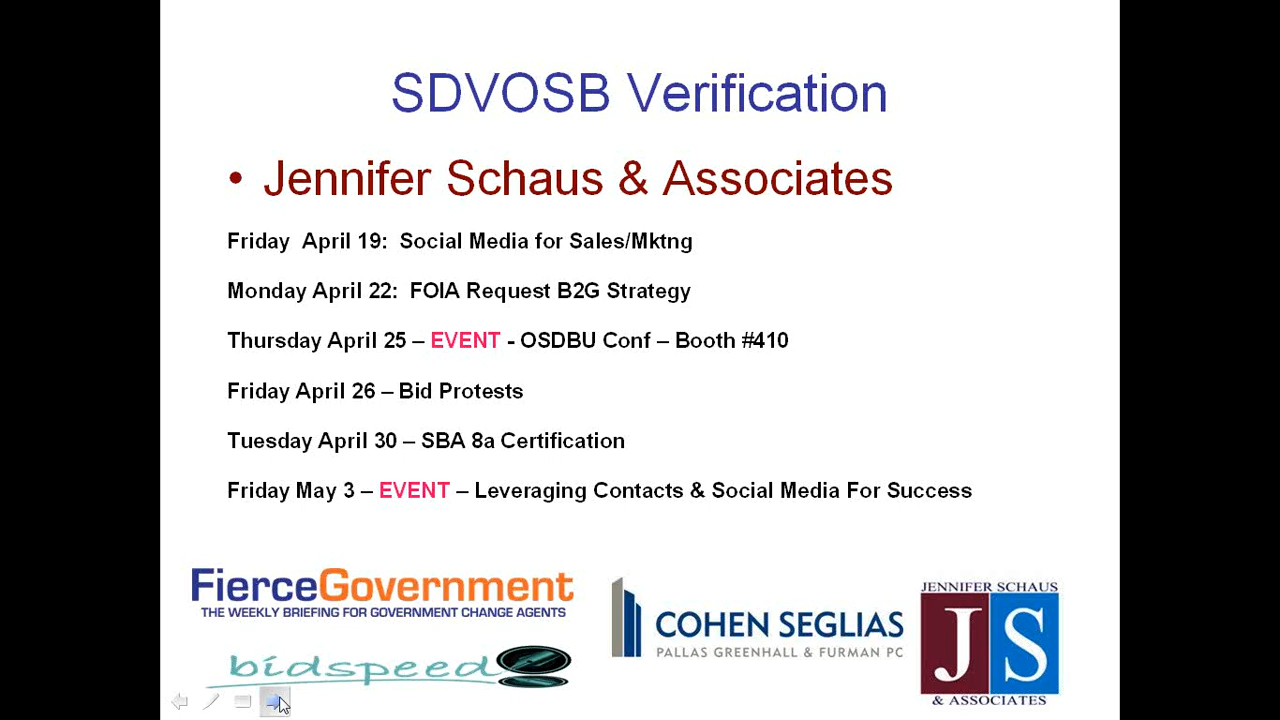 SDVOSB Verification
• Jennifer Schaus & Associates
Friday  April 19:  Social Media for Sales/Mktng
Monday April 22:  FOIA Request B2G Strategy
Thursday April 25 – EVENT - OSDBU Conf – Booth #410
Friday April 26 – Bid Protests
Tuesday April 30 – SBA 8a Certification
Friday May 3 – EVENT – Leveraging Contacts & Social Media For Success
FierceGovernment
THE WEEKLY BRIEFING FOR GOVERNMENT CHANGE AGENTS
bidspeed
COHEN SEGLIAS
PALLAS GREENHALL & FURMAN PC
JENNIFER SCHAUS
JS
& ASSOCIATES